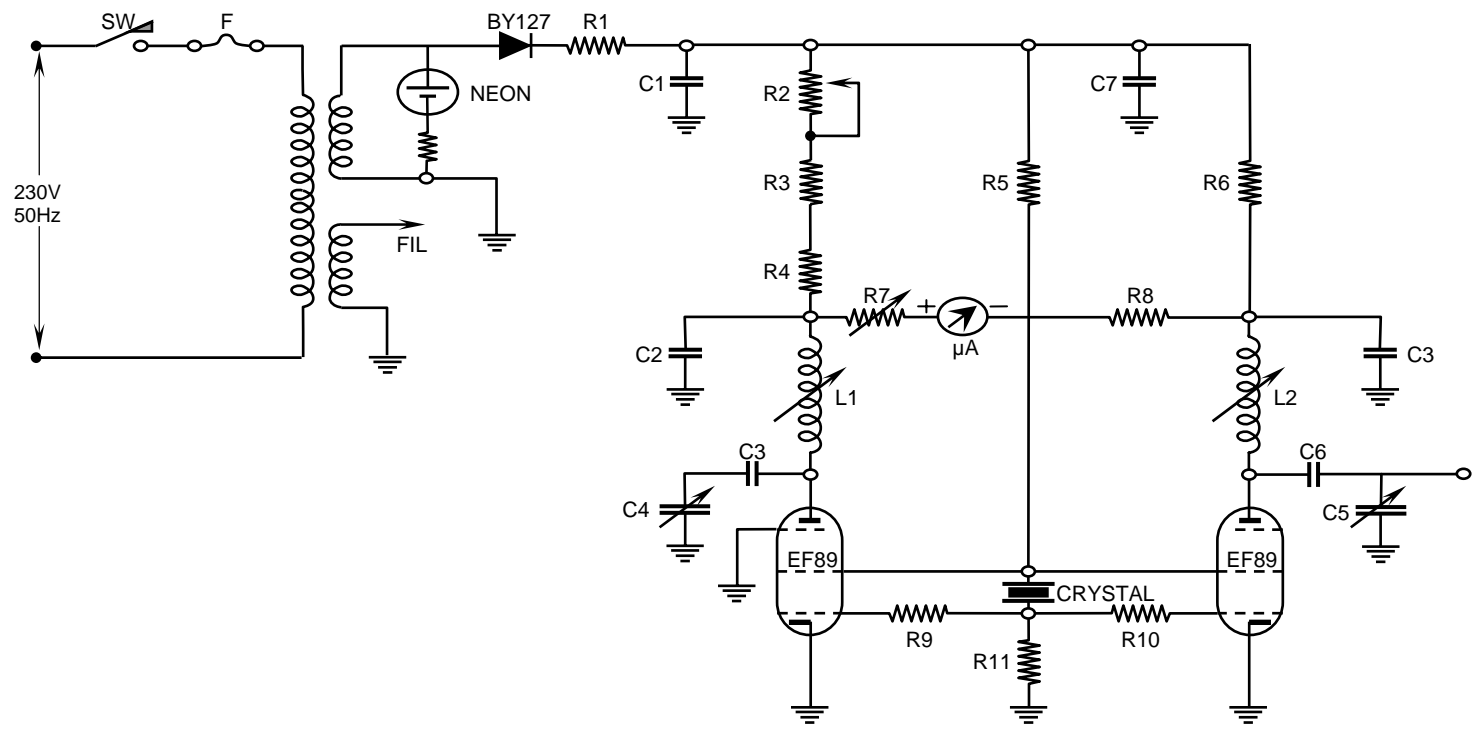 SW
F
BY127
R1
NEON
230V
50Hz
FIL
C1
R2
C7
R3
R5
R6
R4
R7
+
−
R8
µA
C2
C3
L1
L2
C3
C6
C4
C5
EF89
EF89
CRYSTAL
R9
R10
R11